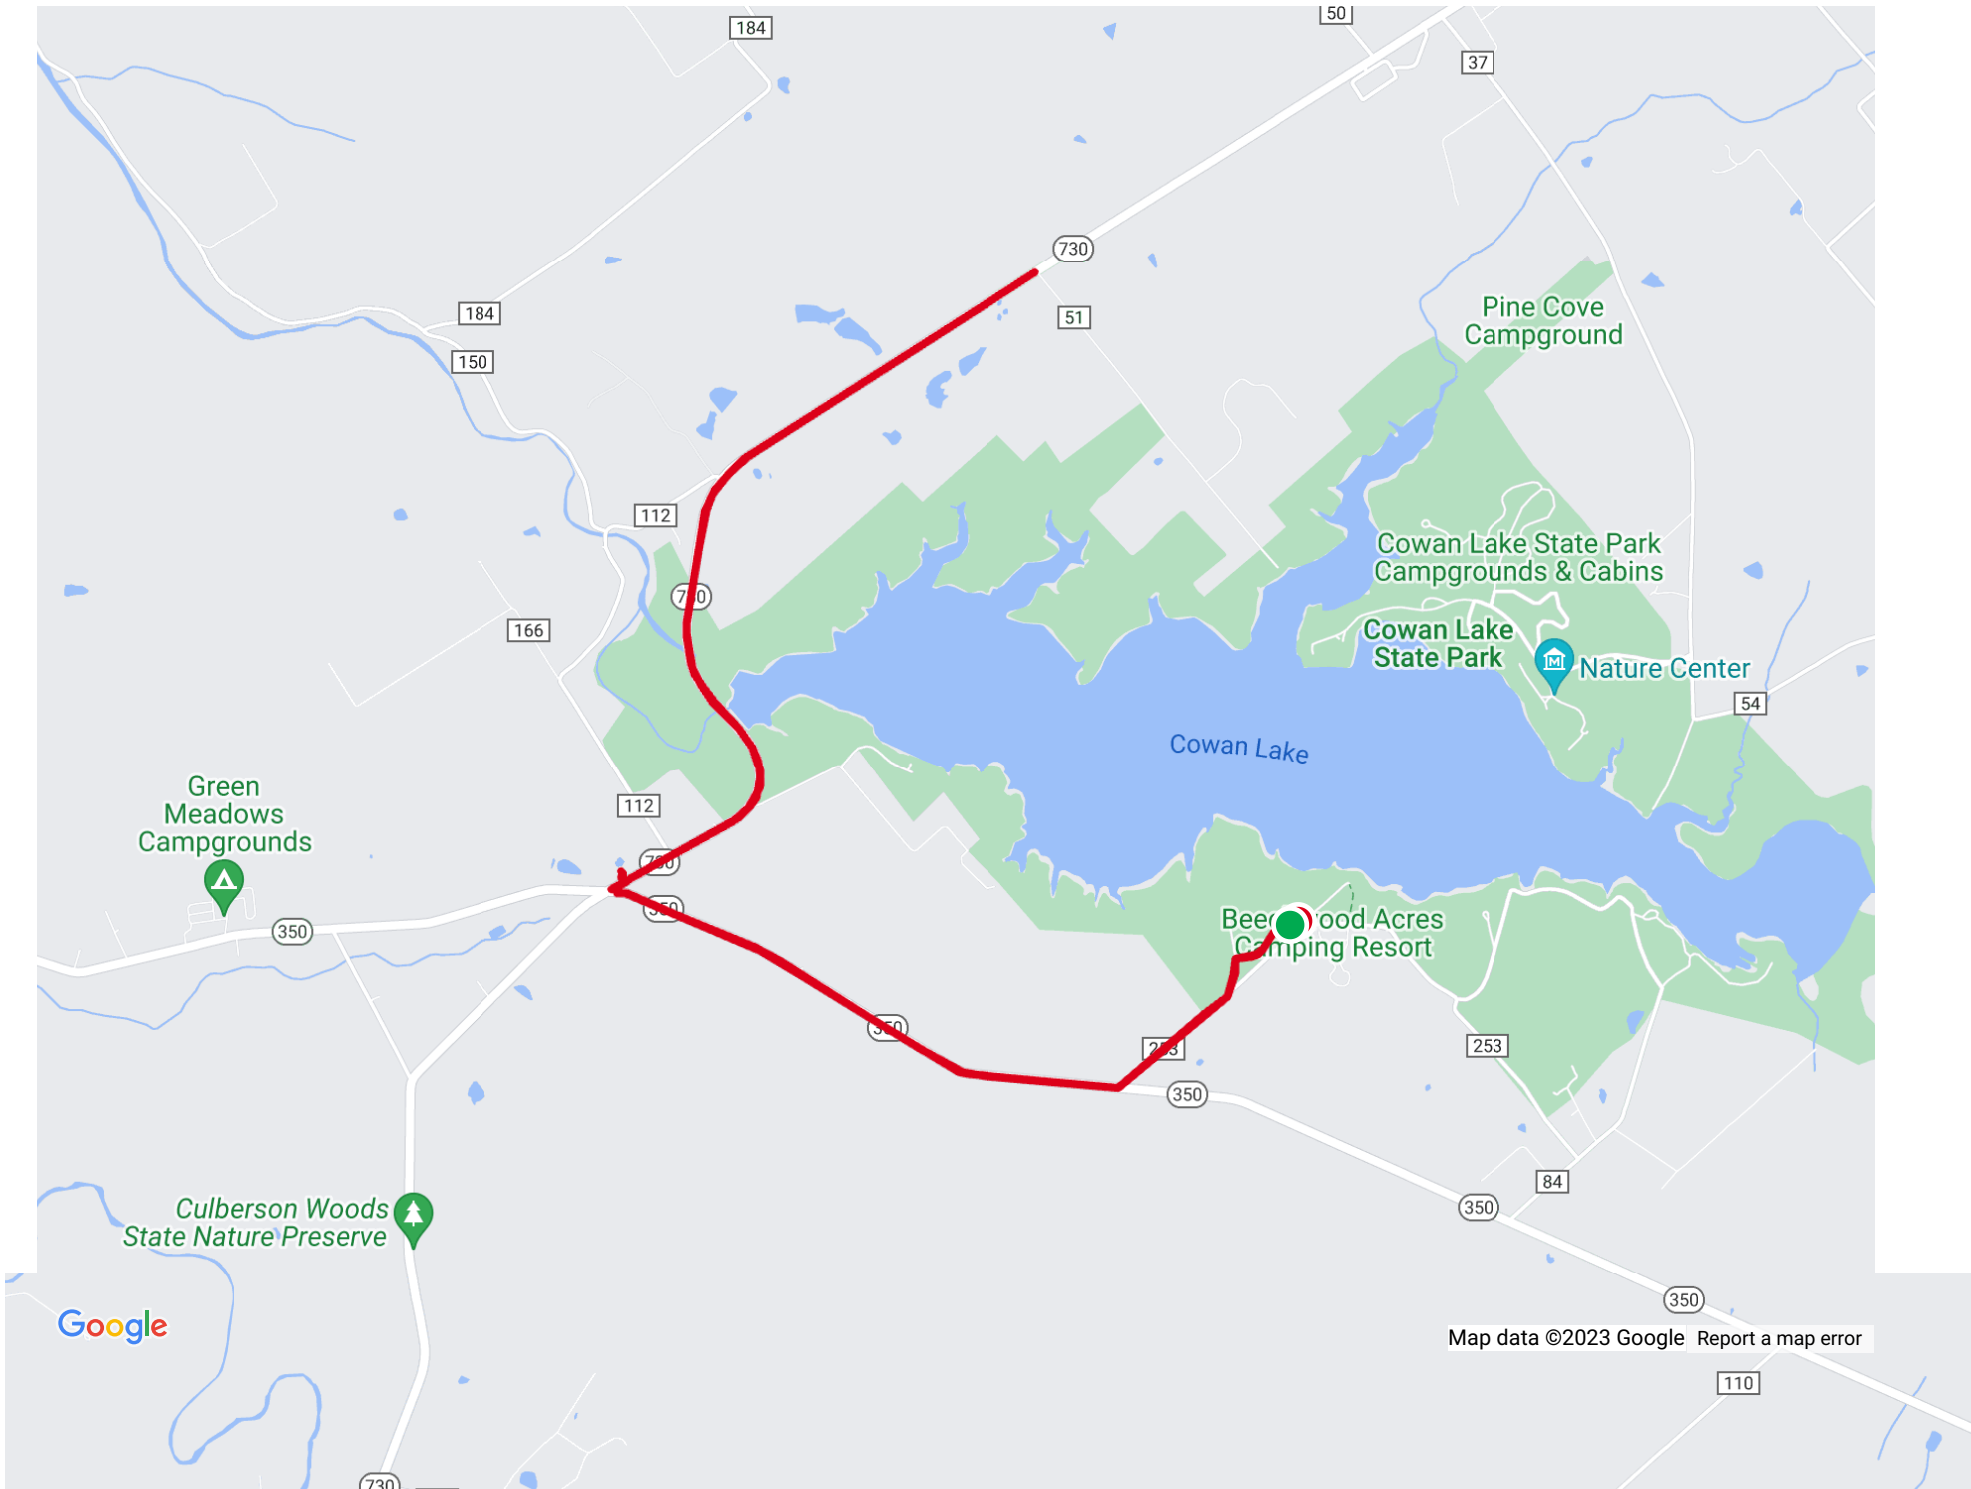 50
184
37
730
51
Pine Cove
Campground
184
150
112
Cowan Lake State Park
Campgrounds & Cabins
166
Cowan Lake
State Park
Nature Center
54
Cowan Lake
Green
Meadows
Campgrounds
112
350
350
253
350
253
84
350
Culberson Woods
State Nature Preserve
350
Google
Map data ©2023 Google
Report a map error
110
730
Camping Resort
Acres